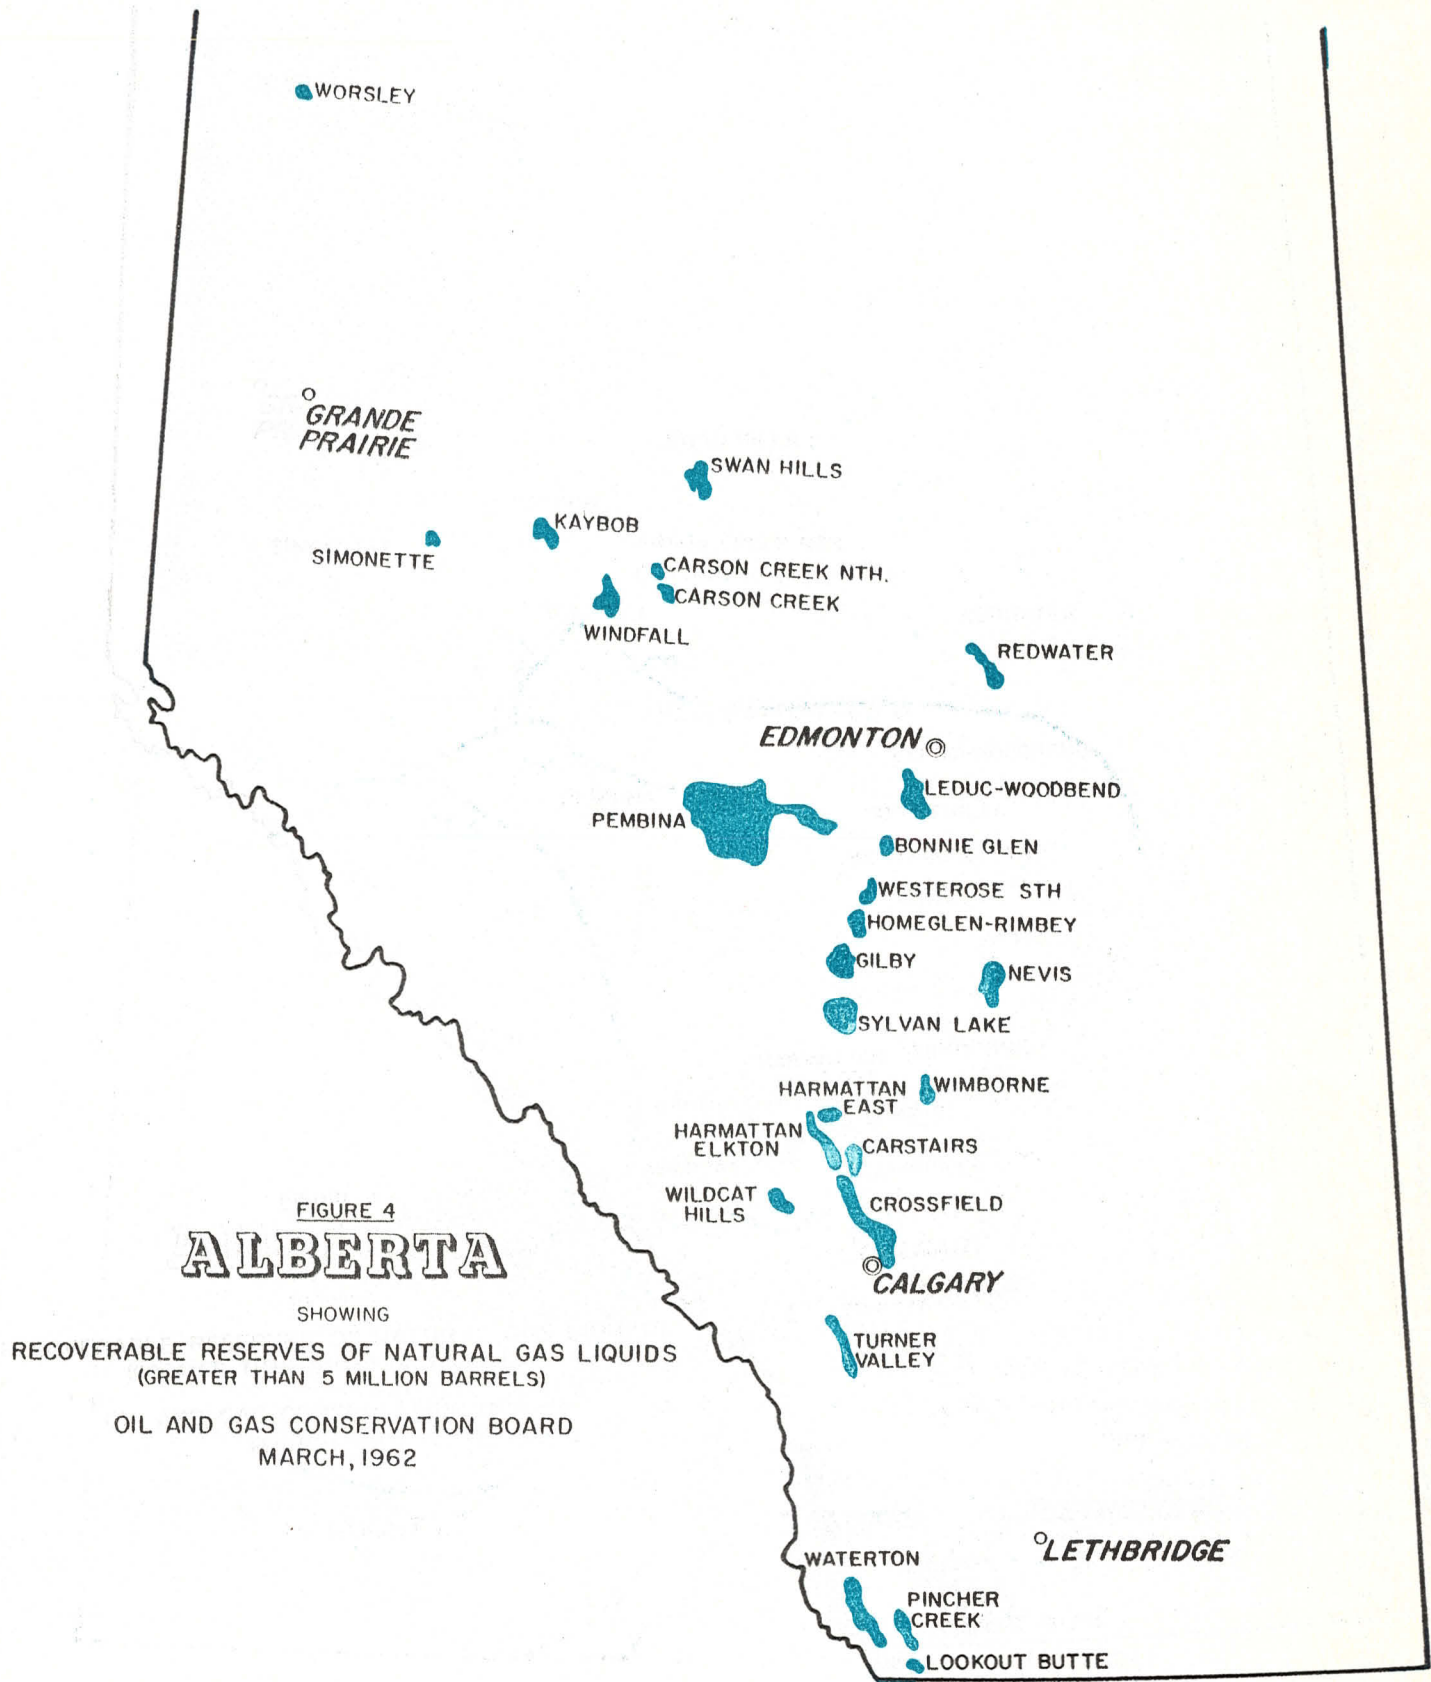 WORSLEY
GRANDE
PRAIRIE
SWAN HILLS
KAYBOB
SIMONETTE
CARSON CREEK NTH.
CARSON CREEK
WINDFALL
REDWATER
EDMONTON
LEDUC-WOODBEND
PEMBINA
BONNIE GLEN
WESTEROSE STH
HOMEGLEN-RIMBEY
GILBY
NEVIS
SYLVAN LAKE
HARMATTAN
EAST
WIMBORNE
HARMATTAN
ELKTON
CARSTAIRS
WILDCAT
HILLS
CROSSFIELD
CALGARY
TURNER
VALLEY
FIGURE 4
ALBERTA
SHOWING
RECOVERABLE RESERVES OF NATURAL GAS LIQUIDS
(GREATER THAN 5 MILLION BARRELS)
OIL AND GAS CONSERVATION BOARD
MARCH, 1962
LETHBRIDGE
WATERTON
PINCHER
CREEK
LOOKOUT BUTTE